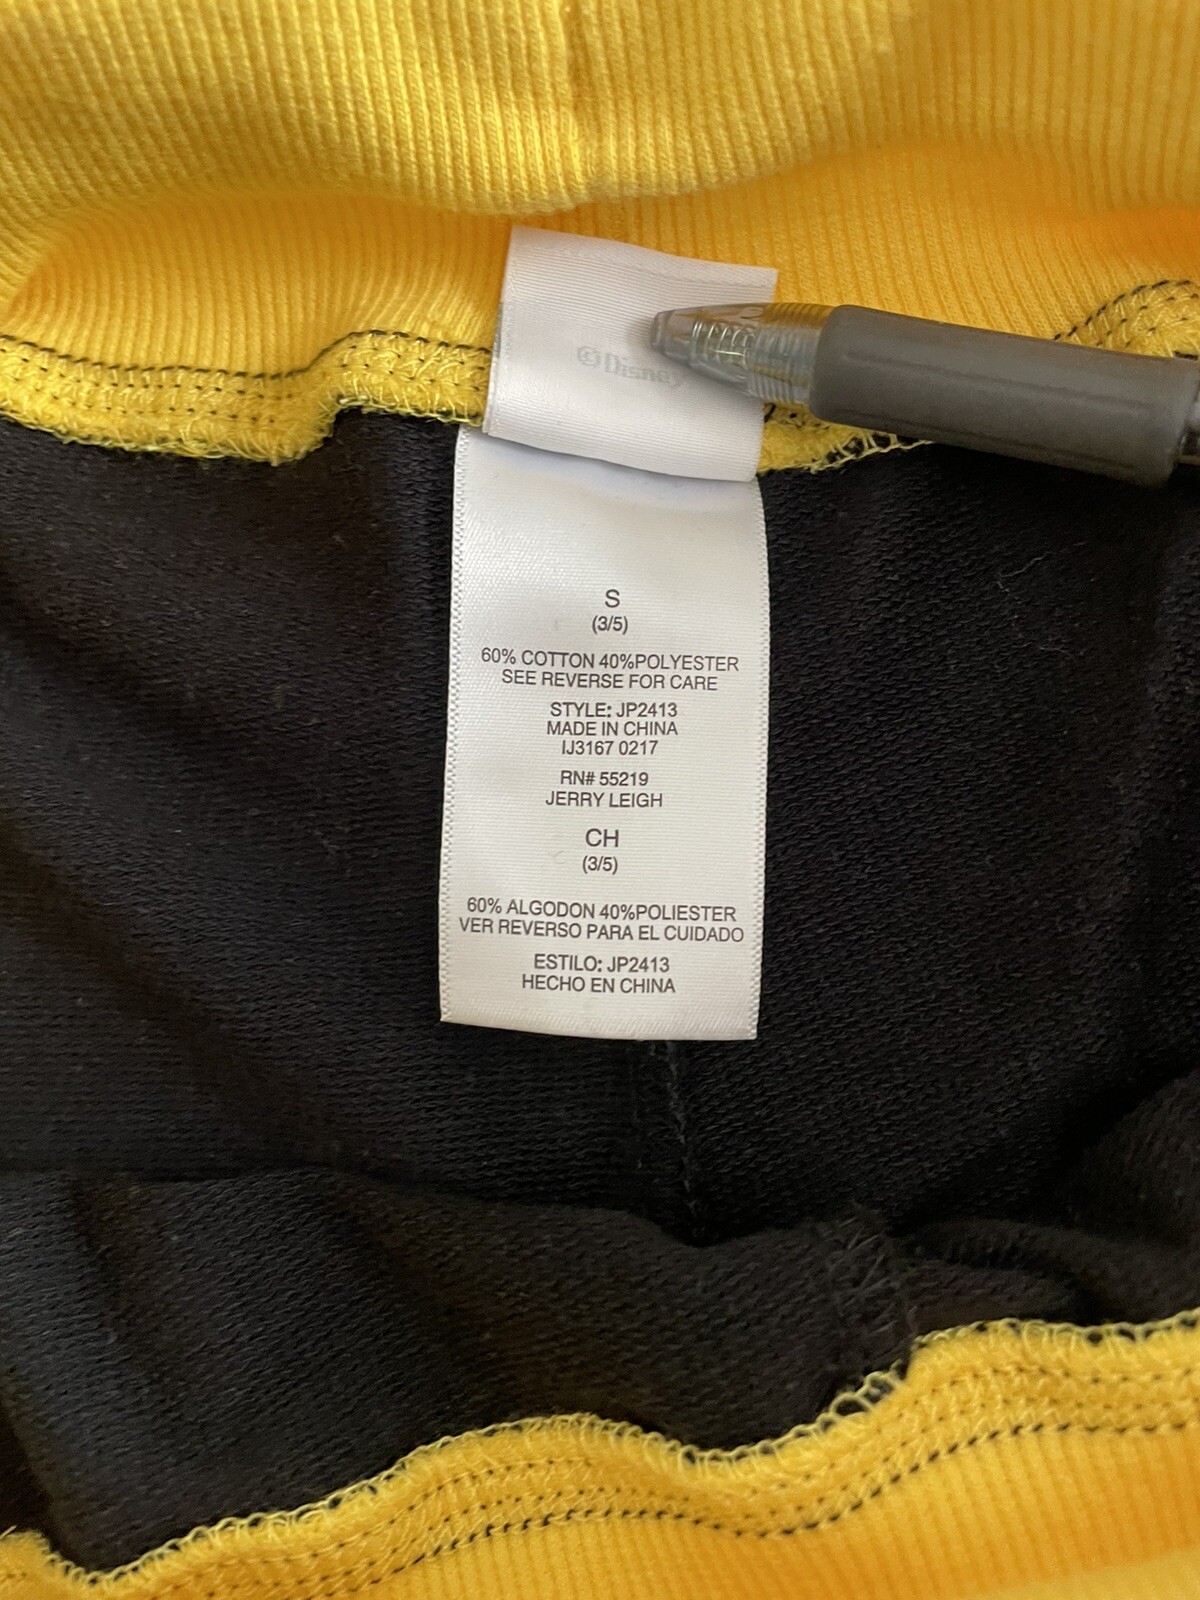 ©Disney
S
(3/5)
60% COTTON 40%POLYESTER
SEE REVERSE FOR CARE
STYLE: JP2413
MADE IN CHINA
IJ3167 0217
RN# 55219
JERRY LEIGH
CH
(3/5)
60% ALGODON 40%POLIESTER
VER REVERSO PARA EL CUIDADO
ESTILO: JP2413
HECHO EN CHINA